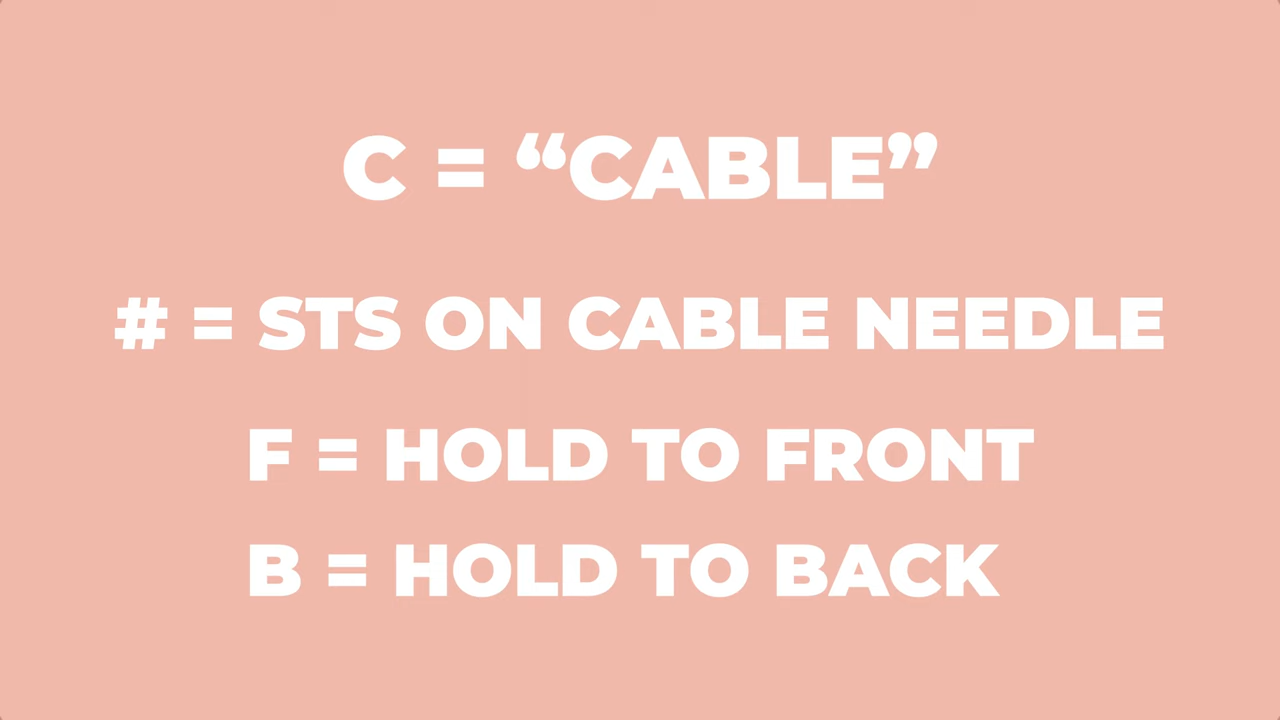 C = “CABLE”
# = STS ON CABLE NEEDLE
F = HOLD TO FRONT
B = HOLD TO BACK